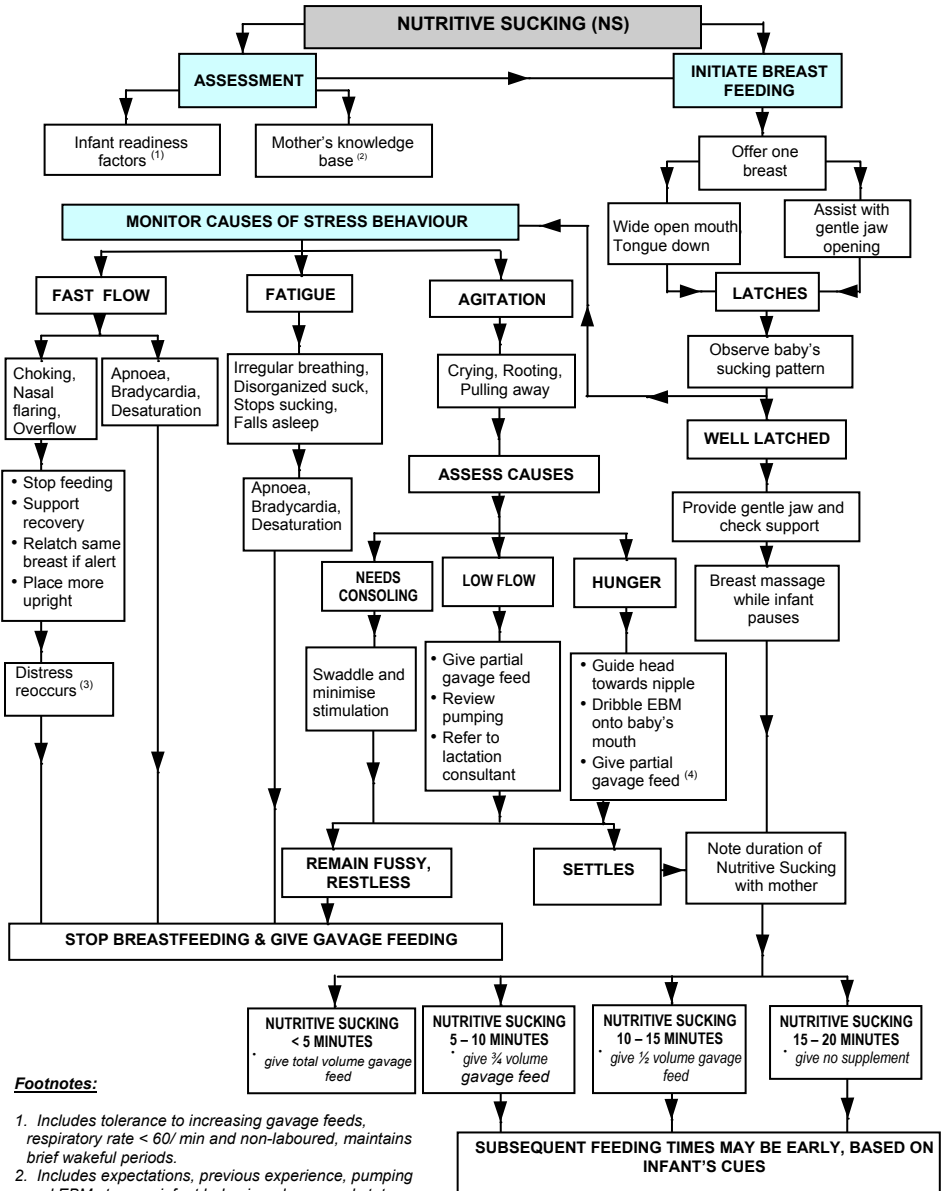 NUTRITIVE SUCKING (NS)
ASSESSMENT
INITIATE BREAST
FEEDING
Infant readiness
factors (1)
Mother's knowledge
base (2)
Offer one
breast
MONITOR CAUSES OF STRESS BEHAVIOUR
Wide open mouth,
Tongue down
Assist with
gentle jaw
opening
FAST FLOW
FATIGUE
AGITATION
LATCHES
Choking,
Nasal
flaring,
Overflow
Apnoea,
Bradycardia,
Desaturation
Irregular breathing,
Disorganized suck,
Stops sucking,
Falls asleep
Crying, Rooting,
Pulling away
Observe baby's
sucking pattern
WELL LATCHED
ASSESS CAUSES
• Stop feeding
• Support
recovery
• Relatch same
breast if alert
• Place more
upright
Apnoea,
Bradycardia,
Desaturation
Provide gentle jaw and
check support
NEEDS
CONSOLING
LOW FLOW
HUNGER
Breast massage
while infant
pauses
Distress
reoccurs (3)
Swaddle and
minimise
stimulation
• Give partial
gavage feed
• Review
pumping
• Refer to
lactation
consultant
• Guide head
towards nipple
• Dribble EBM
onto baby's
mouth
• Give partial
gavage feed (4)
REMAIN FUSSY,
RESTLESS
SETTLES
Note duration of
Nutritive Sucking
with mother
STOP BREASTFEEDING & GIVE GAVAGE FEEDING
NUTRITIVE SUCKING
< 5 MINUTES
• give total volume gavage
feed
NUTRITIVE SUCKING
5 – 10 MINUTES
• give ¾ volume
gavage feed
NUTRITIVE SUCKING
10 – 15 MINUTES
• give ½ volume gavage
feed
NUTRITIVE SUCKING
15 – 20 MINUTES
• give no supplement
SUBSEQUENT FEEDING TIMES MAY BE EARLY, BASED ON
INFANT'S CUES
Footnotes:
1. Includes tolerance to increasing gavage feeds,
respiratory rate < 60/ min and non-laboured, maintains
brief wakeful periods.
2. Includes expectations, previous experience, pumping